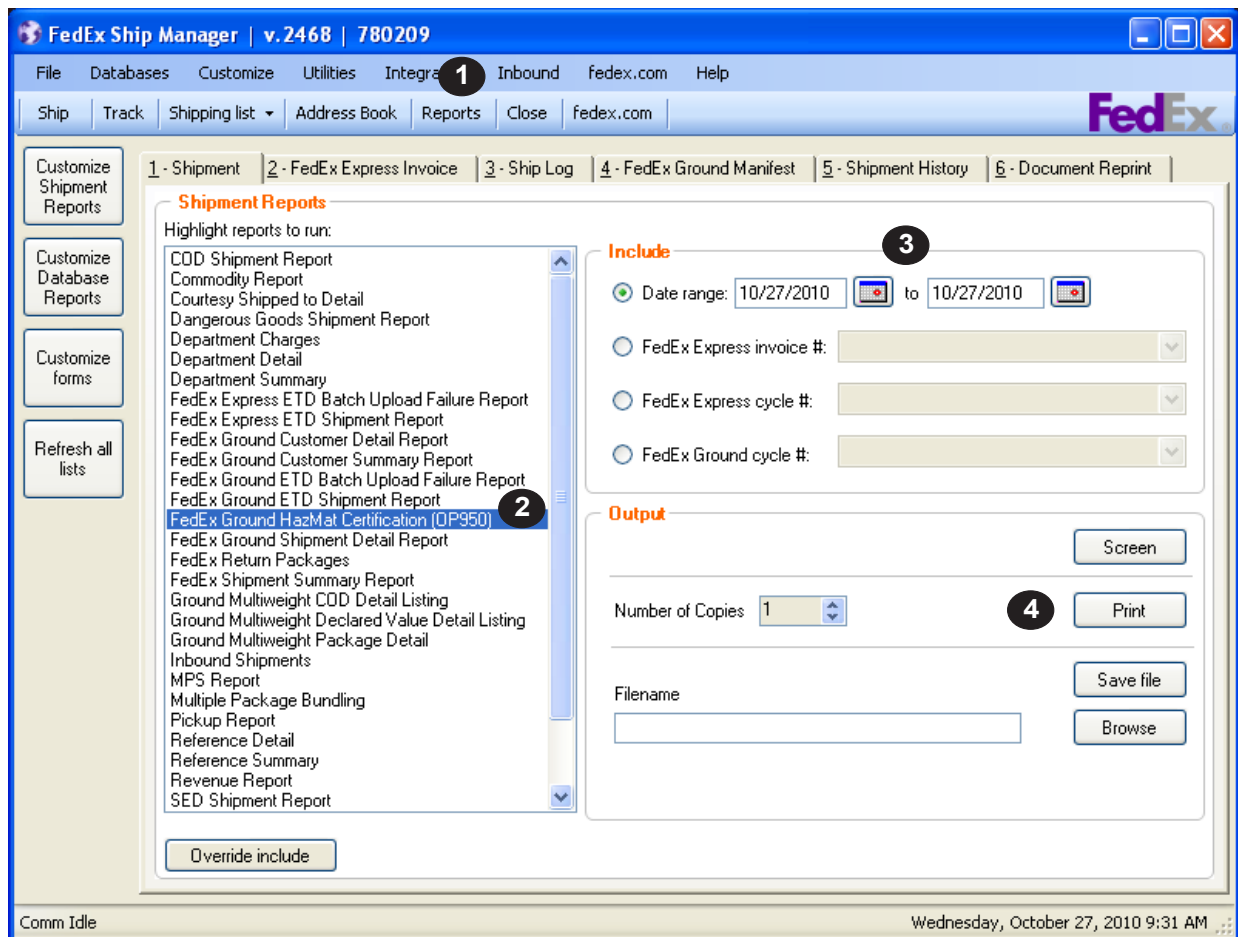 FedEx Ship Manager | v.2468 | 780209
File Databases Customize Utilities Integra 1 Inbound fedex.com Help
Ship Track Shipping list Address Book Reports Close fedex.com
FedEx®
Customize Shipment Reports
Customize Database Reports
Customize forms
Refresh all lists
1 - Shipment 2 - FedEx Express Invoice 3 - Ship Log 4 - FedEx Ground Manifest 5 - Shipment History 6 - Document Reprint
Shipment Reports
Highlight reports to run:
COD Shipment Report
Commodity Report
Courtesy Shipped to Detail
Dangerous Goods Shipment Report
Department Charges
Department Detail
Department Summary
FedEx Express ETD Batch Upload Failure Report
FedEx Express ETD Shipment Report
FedEx Ground Customer Detail Report
FedEx Ground Customer Summary Report
FedEx Ground ETD Batch Upload Failure Report
FedEx Ground ETD Shipment Report
FedEx Ground HazMat Certification (OP950) 2
FedEx Ground Shipment Detail Report
FedEx Return Packages
FedEx Shipment Summary Report
Ground Multiweight COD Detail Listing
Ground Multiweight Declared Value Detail Listing
Ground Multiweight Package Detail
Inbound Shipments
MPS Report
Multiple Package Bundling
Pickup Report
Reference Detail
Reference Summary
Revenue Report
SED Shipment Report
Override include
Include 3
Date range: 10/27/2010 to 10/27/2010
FedEx Express invoice #:
FedEx Express cycle #:
FedEx Ground cycle #:
Output
Screen
Number of Copies 1 4 Print
Filename
Save file
Browse
Comm Idle
Wednesday, October 27, 2010 9:31 AM